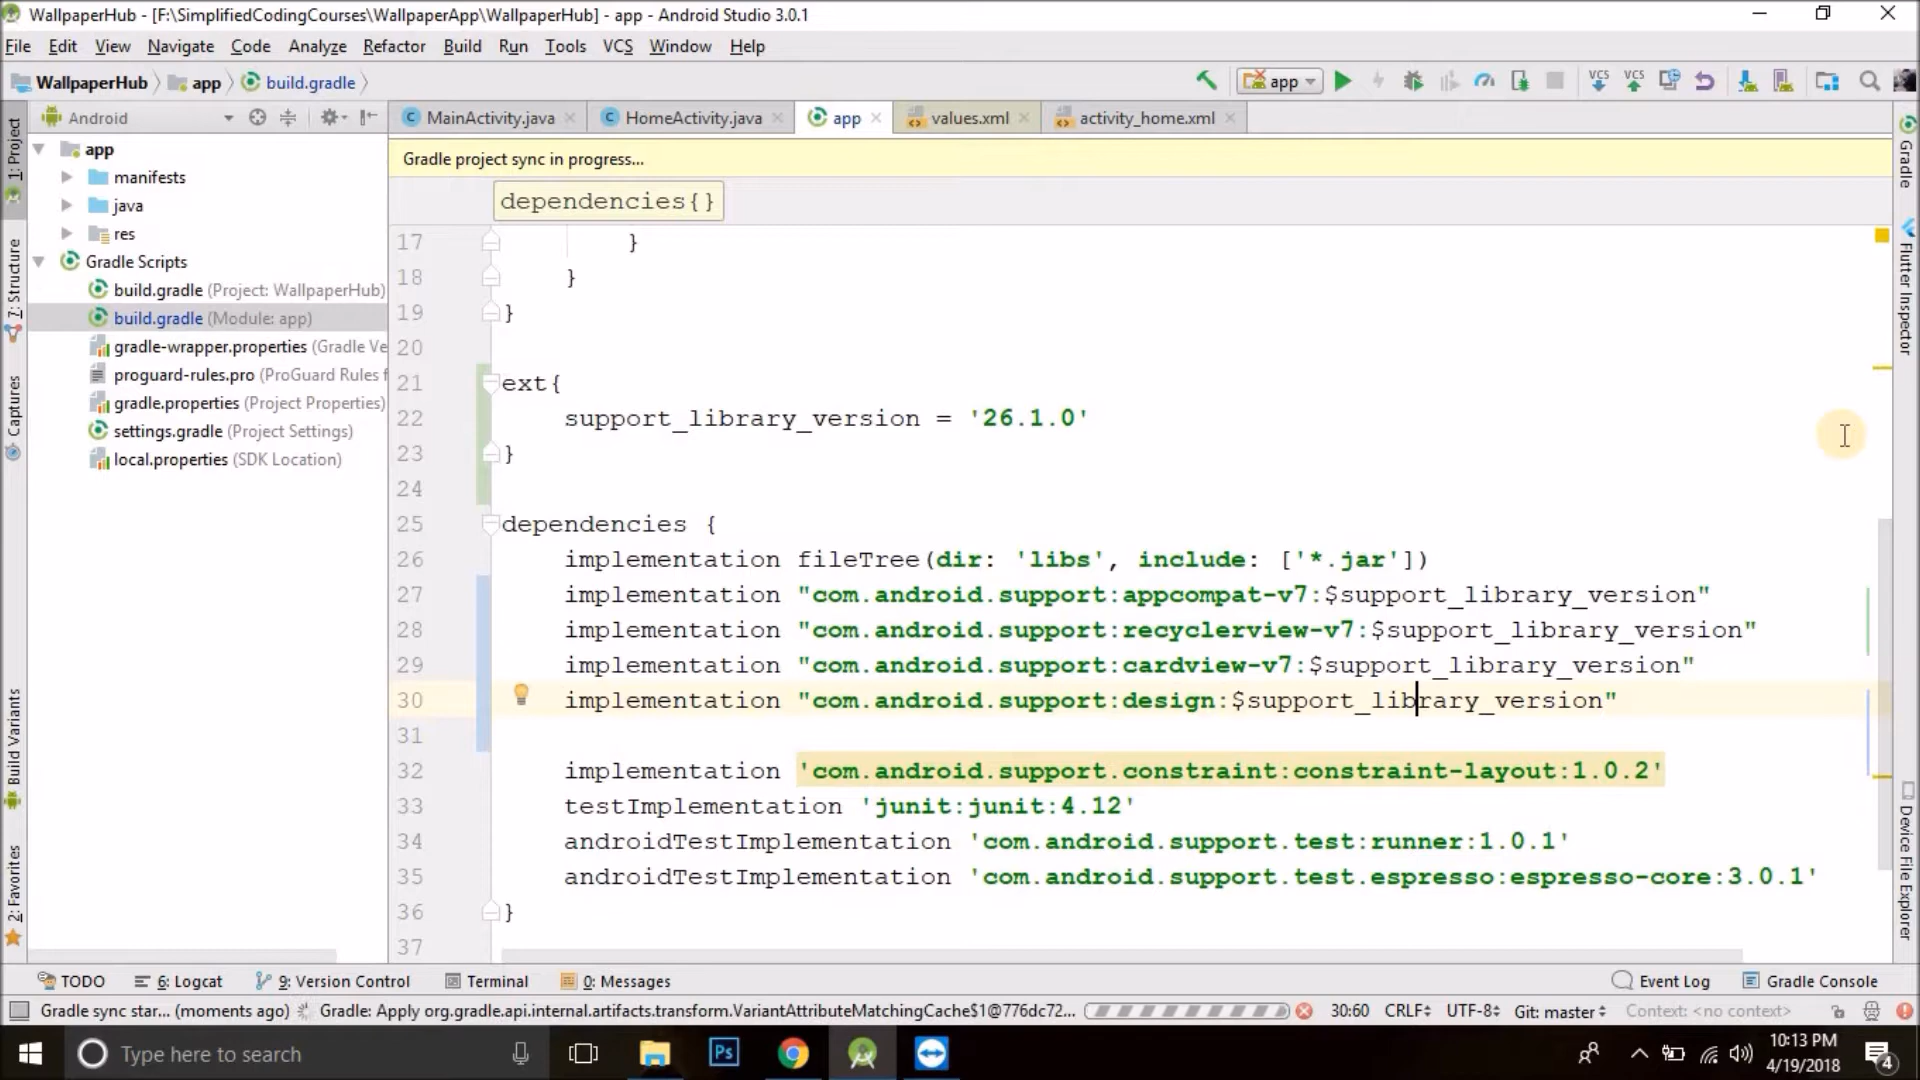 WallpaperHub - [F:\SimplifiedCodingCourses\WallpaperApp\WallpaperHub] - app - Android Studio 3.0.1
File Edit View Navigate Code Analyze Refactor Build Run Tools VCS Window Help
WallpaperHub app build.gradle
app
VCS VCS
Android
MainActivity.java HomeActivity.java app values.xml activity_home.xml
1: Project
7: Structure
Captures
Build Variants
2: Favorites
app
manifests
java
res
Gradle Scripts
build.gradle (Project: WallpaperHub)
build.gradle (Module: app)
gradle-wrapper.properties (Gradle Ve
proguard-rules.pro (ProGuard Rules f
gradle.properties (Project Properties)
settings.gradle (Project Settings)
local.properties (SDK Location)
Gradle project sync in progress...
dependencies{}
17 }
18 }
19 }
20
21 ext{
22 support_library_version = '26.1.0'
23 }
24
25 dependencies {
26 implementation fileTree(dir: 'libs', include: ['*.jar'])
27 implementation "com.android.support:appcompat-v7:$support_library_version"
28 implementation "com.android.support:recyclerview-v7:$support_library_version"
29 implementation "com.android.support:cardview-v7:$support_library_version"
30 implementation "com.android.support:design:$support_library_version"
31
32 implementation 'com.android.support.constraint:constraint-layout:1.0.2'
33 testImplementation 'junit:junit:4.12'
34 androidTestImplementation 'com.android.support.test:runner:1.0.1'
35 androidTestImplementation 'com.android.support.test.espresso:espresso-core:3.0.1'
36 }
37
Gradle
Flutter Inspector
Device File Explorer
TODO 6: Logcat 9: Version Control Terminal 0: Messages Event Log Gradle Console
Gradle sync star... (moments ago) Gradle: Apply org.gradle.api.internal.artifacts.transform.VariantAttributeMatchingCache$1@776dc72... 30:60 CRLF UTF-8 Git: master Context: <no context>
Type here to search
Ps
10:13 PM
4/19/2018
4